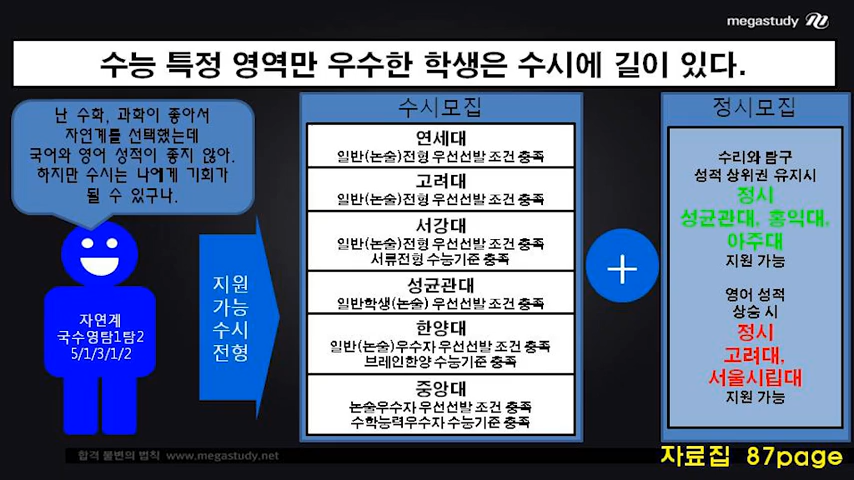 megastudy
수능 특정 영역만 우수한 학생은 수시에 길이 있다.
난 수학, 과학이 좋아서
자연계를 선택했는데
국어와 영어 성적이 좋지 않아.
하지만 수시는 나에게 기회가
될 수 있구나.
자연계
국수영탐1탐2
5/1/3/1/2
지원
가능
수시
전형
수시모집
연세대
일반(논술)전형 우선선발 조건 충족
고려대
일반(논술)전형 우선선발 조건 충족
서강대
일반(논술)전형 우선선발 조건 충족
서류전형 수능기준 충족
성균관대
일반학생(논술) 우선선발 조건 충족
한양대
일반(논술)우수자 우선선발 조건 충족
브레인한양 수능기준 충족
중앙대
논술우수자 우선선발 조건 충족
수학능력우수자 수능기준 충족
+
정시모집
수리와 탐구
성적 상위권 유지시
정시
성균관대, 홍익대,
아주대
지원 가능
영어 성적
상승 시
정시
고려대,
서울시립대
지원 가능
합격 불변의 법칙 www.megastudy.net
자료집 87page